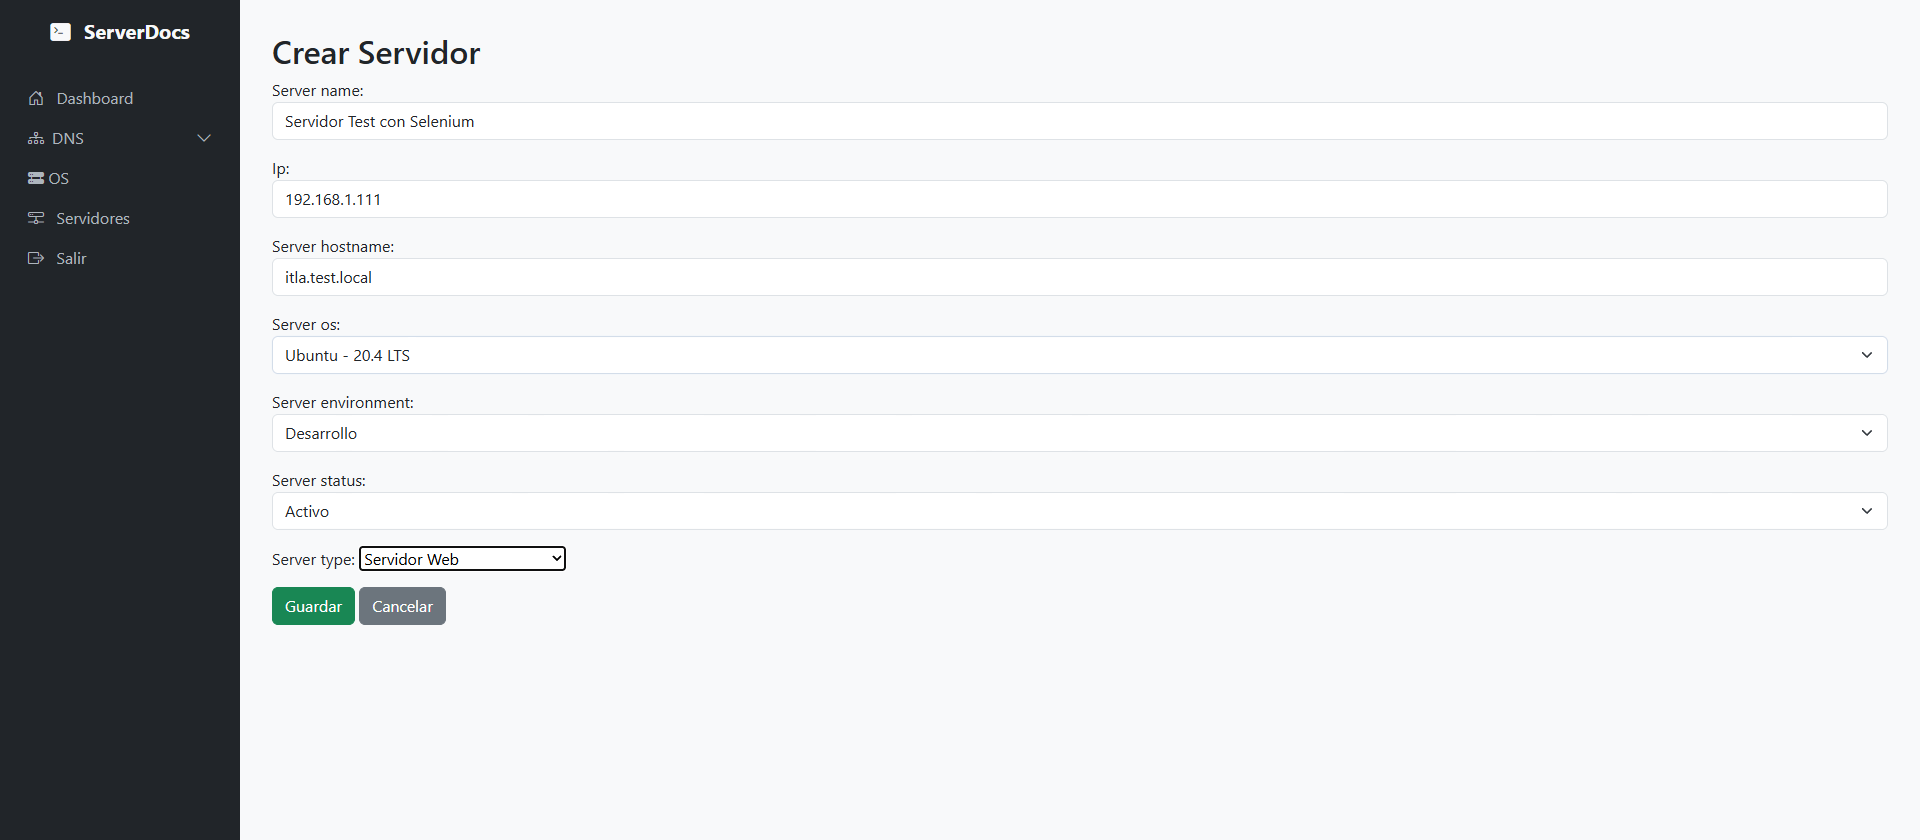 ServerDocs
Dashboard
DNS
OS
Servidores
Salir
Crear Servidor
Server name:
Servidor Test con Selenium
Ip:
192.168.1.111
Server hostname:
itla.test.local
Server os:
Ubuntu - 20.4 LTS
Server environment:
Desarrollo
Server status:
Activo
Server type: Servidor Web
Guardar Cancelar